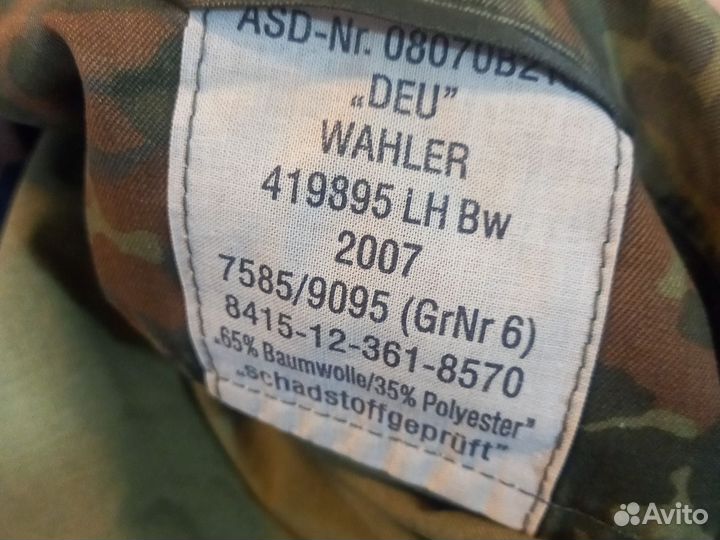 ASD-Nr.
„DEU”
WAHLER
419895 LH Bw
2007
7585/9095 (GrNr 6)
8415-12-361-8570
„65% Baumwolle/35% Polyester”
„schadstoffgeprüft”
Avito